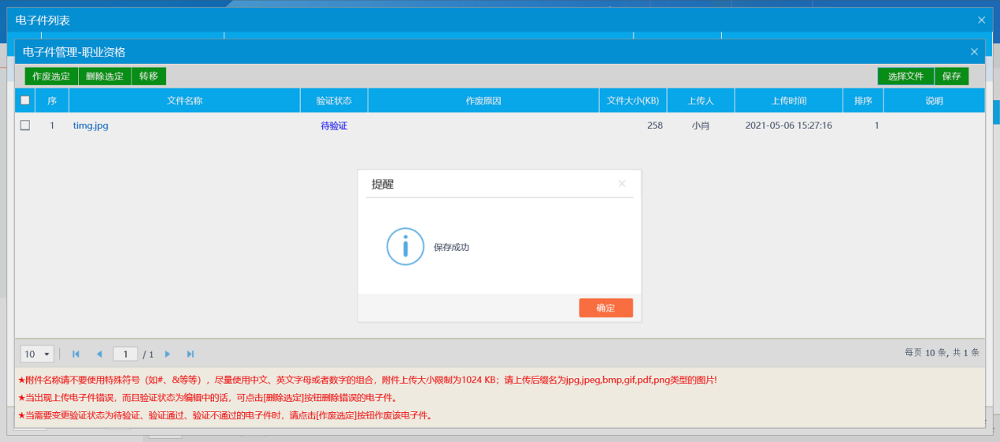 电子件列表
电子件管理-职业资格
作废选定 删除选定 转移 选择文件 保存
序 文件名称 验证状态 作废原因 文件大小(KB) 上传人 上传时间 排序 说明
1 timg.jpg 待验证 258 小肖 2021-05-06 15:27:16 1
提醒
保存成功
确定
10 1 / 1 每页 10 条, 共 1 条
★附件名称请不要使用特殊符号（如#、&等等），尽量使用中文、英文字母或者数字的组合，附件上传大小限制为1024 KB；请上传后缀名为jpg,jpeg,bmp,gif,pdf,png类型的图片!
★当出现上传电子件错误，而且验证状态为编辑中的话，可点击[删除选定]按钮删除错误的电子件。
★当需要变更验证状态为待验证、验证通过、验证不通过的电子件时，请点击[作废选定]按钮作废该电子件。